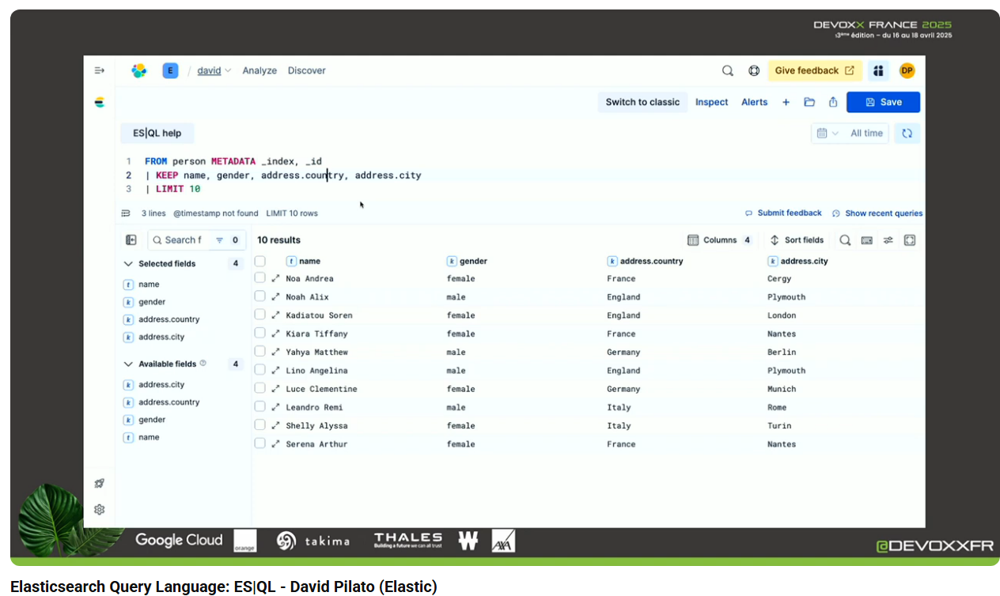 DEVOXX FRANCE 2025
13ème édition – du 16 au 18 avril 2025
E / david Analyze Discover Give feedback DP
Switch to classic Inspect Alerts + Save
ES|QL help All time
1 FROM person METADATA _index, _id
2 | KEEP name, gender, address.country, address.city
3 | LIMIT 10
3 lines @timestamp not found LIMIT 10 rows Submit feedback Show recent queries
Search f 0 10 results Columns 4 Sort fields
Selected fields 4
t name
k gender
k address.country
k address.city
Available fields 4
k address.city
k address.country
k gender
t name
t name k gender k address.country k address.city
Noa Andrea female France Cergy
Noah Alix male England Plymouth
Kadiatou Soren female England London
Kiara Tiffany female France Nantes
Yahya Matthew male Germany Berlin
Lino Angelina male England Plymouth
Luce Clementine female Germany Munich
Leandro Remi male Italy Rome
Shelly Alyssa female Italy Turin
Serena Arthur female France Nantes
Google Cloud orange takima THALES W AXA
Building a future we can all trust
@DEVOXXFR
Elasticsearch Query Language: ES|QL - David Pilato (Elastic)